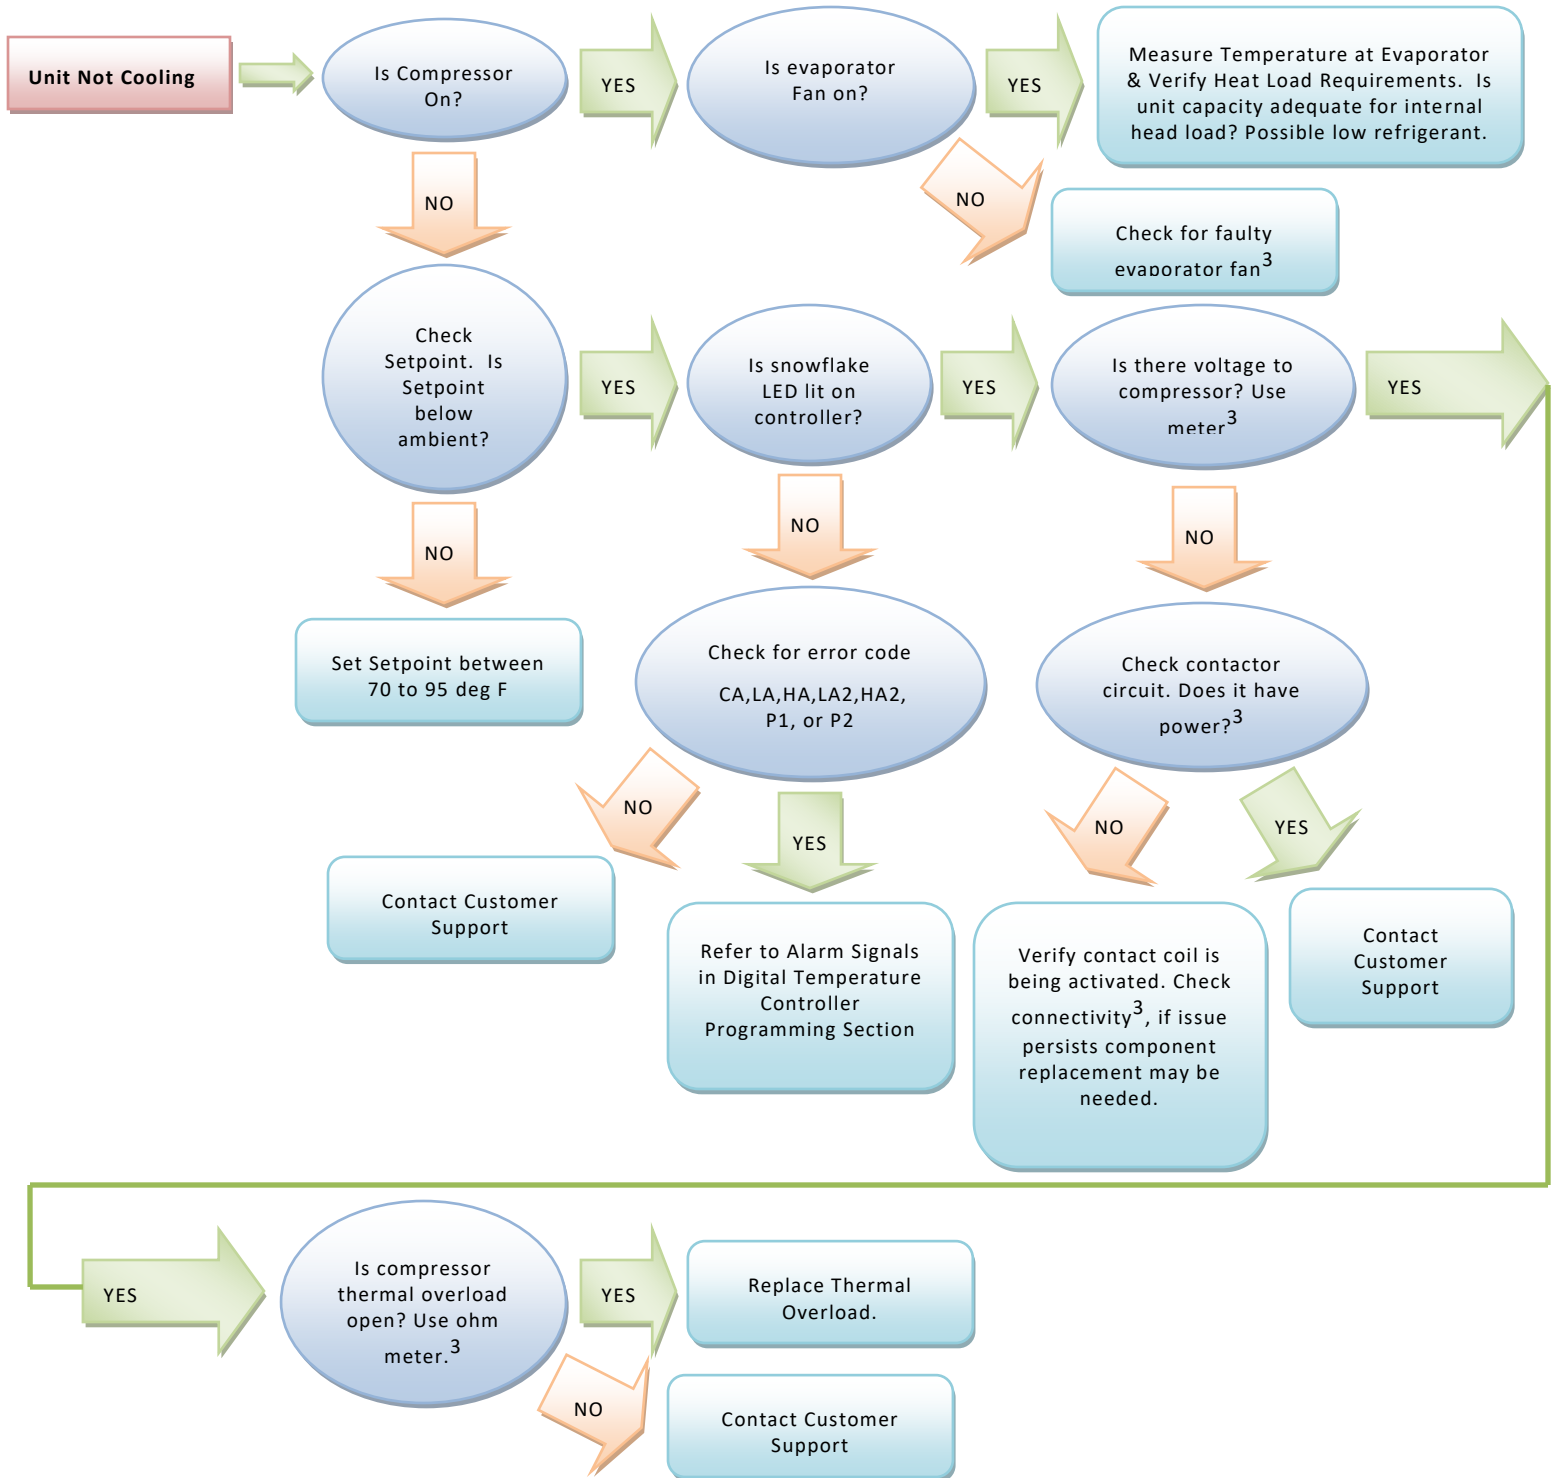 Unit Not Cooling
Is Compressor
On?
YES
Is evaporator
Fan on?
YES
Measure Temperature at Evaporator
& Verify Heat Load Requirements.  Is
unit capacity adequate for internal
head load? Possible low refrigerant.
NO
NO
Check for faulty
evaporator fan3
Check
Setpoint.  Is
Setpoint
below
ambient?
YES
Is snowflake
LED lit on
controller?
YES
Is there voltage to
compressor? Use
meter3
YES
NO
NO
NO
Set Setpoint between
70 to 95 deg F
Check for error code
CA,LA,HA,LA2,HA2,
P1, or P2
Check contactor
circuit. Does it have
power?3
NO
YES
NO
YES
Contact Customer
Support
Refer to Alarm Signals
in Digital Temperature
Controller
Programming Section
Verify contact coil is
being activated. Check
connectivity3, if issue
persists component
replacement may be
needed.
Contact
Customer
Support
YES
Is compressor
thermal overload
open? Use ohm
meter.3
YES
Replace Thermal
Overload.
NO
Contact Customer
Support